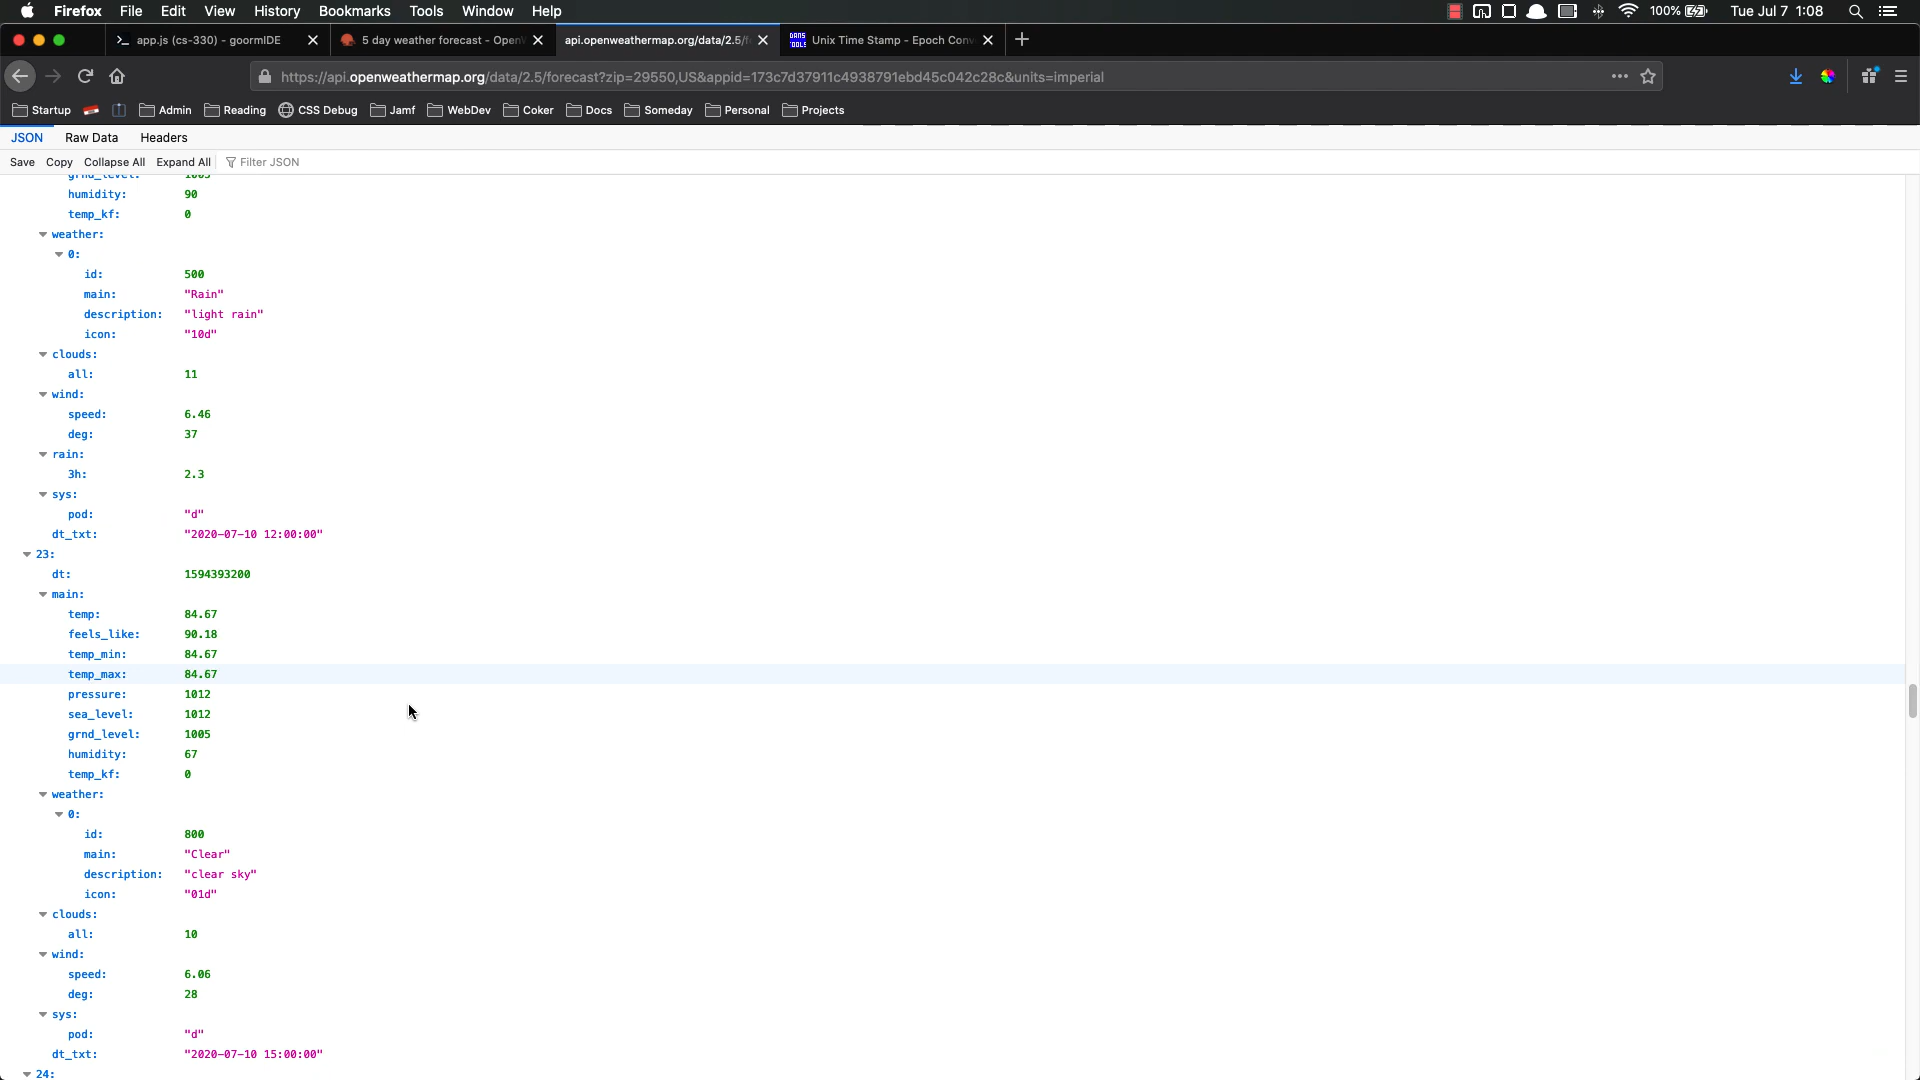 Firefox File Edit View History Bookmarks Tools Window Help 100% Tue Jul 7 1:08
app.js (cs-330) - goormIDE 5 day weather forecast - Open api.openweathermap.org/data/2.5/f Unix Time Stamp - Epoch Conv
https://api.openweathermap.org/data/2.5/forecast?zip=29550,US&appid=173c7d37911c4938791ebd45c042c28c&units=imperial
Startup Admin Reading CSS Debug Jamf WebDev Coker Docs Someday Personal Projects
JSON Raw Data Headers
Save Copy Collapse All Expand All Filter JSON
grnd_level: 1005
humidity: 90
temp_kf: 0
weather:
0:
id: 500
main: "Rain"
description: "light rain"
icon: "10d"
clouds:
all: 11
wind:
speed: 6.46
deg: 37
rain:
3h: 2.3
sys:
pod: "d"
dt_txt: "2020-07-10 12:00:00"
23:
dt: 1594393200
main:
temp: 84.67
feels_like: 90.18
temp_min: 84.67
temp_max: 84.67
pressure: 1012
sea_level: 1012
grnd_level: 1005
humidity: 67
temp_kf: 0
weather:
0:
id: 800
main: "Clear"
description: "clear sky"
icon: "01d"
clouds:
all: 10
wind:
speed: 6.06
deg: 28
sys:
pod: "d"
dt_txt: "2020-07-10 15:00:00"
24: